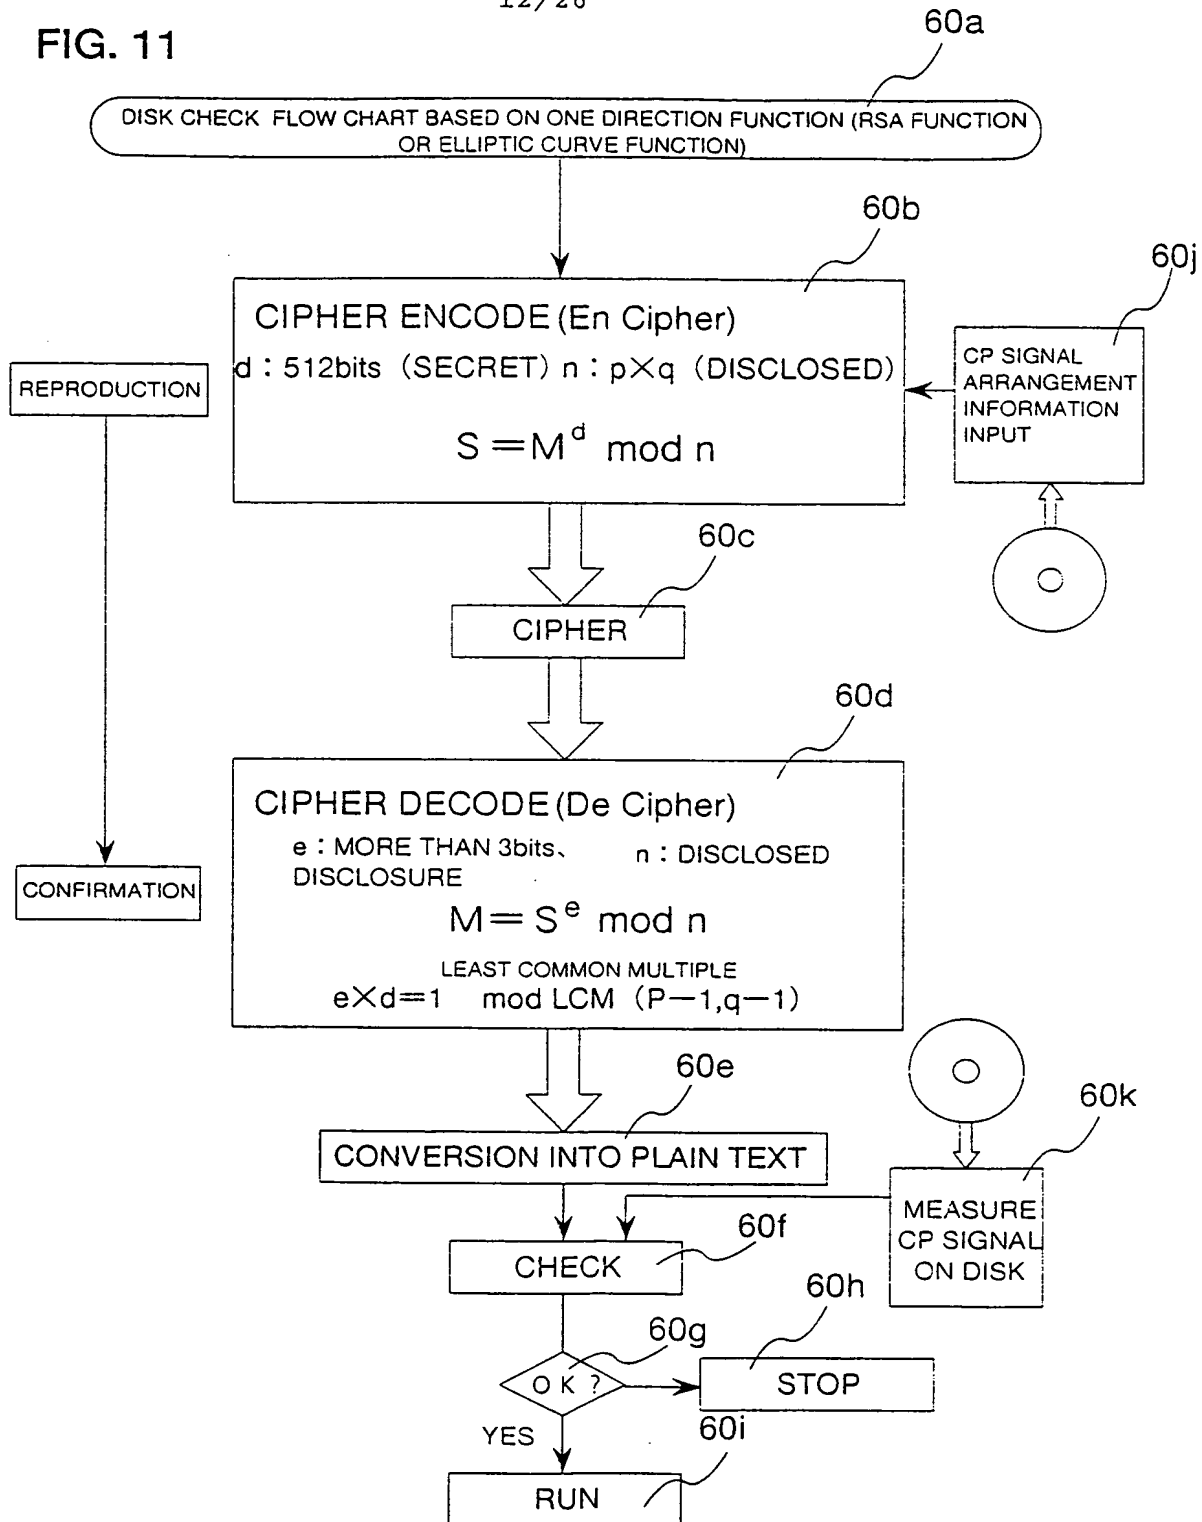 12/26
FIG. 11
60a
DISK CHECK FLOW CHART BASED ON ONE DIRECTION FUNCTION (RSA FUNCTION
OR ELLIPTIC CURVE FUNCTION)
60b
60j
CIPHER ENCODE (En Cipher)
d : 512bits (SECRET) n : p×q (DISCLOSED)
S = M^d mod n
CP SIGNAL
ARRANGEMENT
INFORMATION
INPUT
REPRODUCTION
60c
CIPHER
60d
CIPHER DECODE (De Cipher)
e : MORE THAN 3bits、 n : DISCLOSED
DISCLOSURE
M = S^e mod n
LEAST COMMON MULTIPLE
e×d=1 mod LCM (P−1,q−1)
CONFIRMATION
60e
CONVERSION INTO PLAIN TEXT
60k
MEASURE
CP SIGNAL
ON DISK
60f
CHECK
60g
OK ?
60h
STOP
YES
60i
RUN